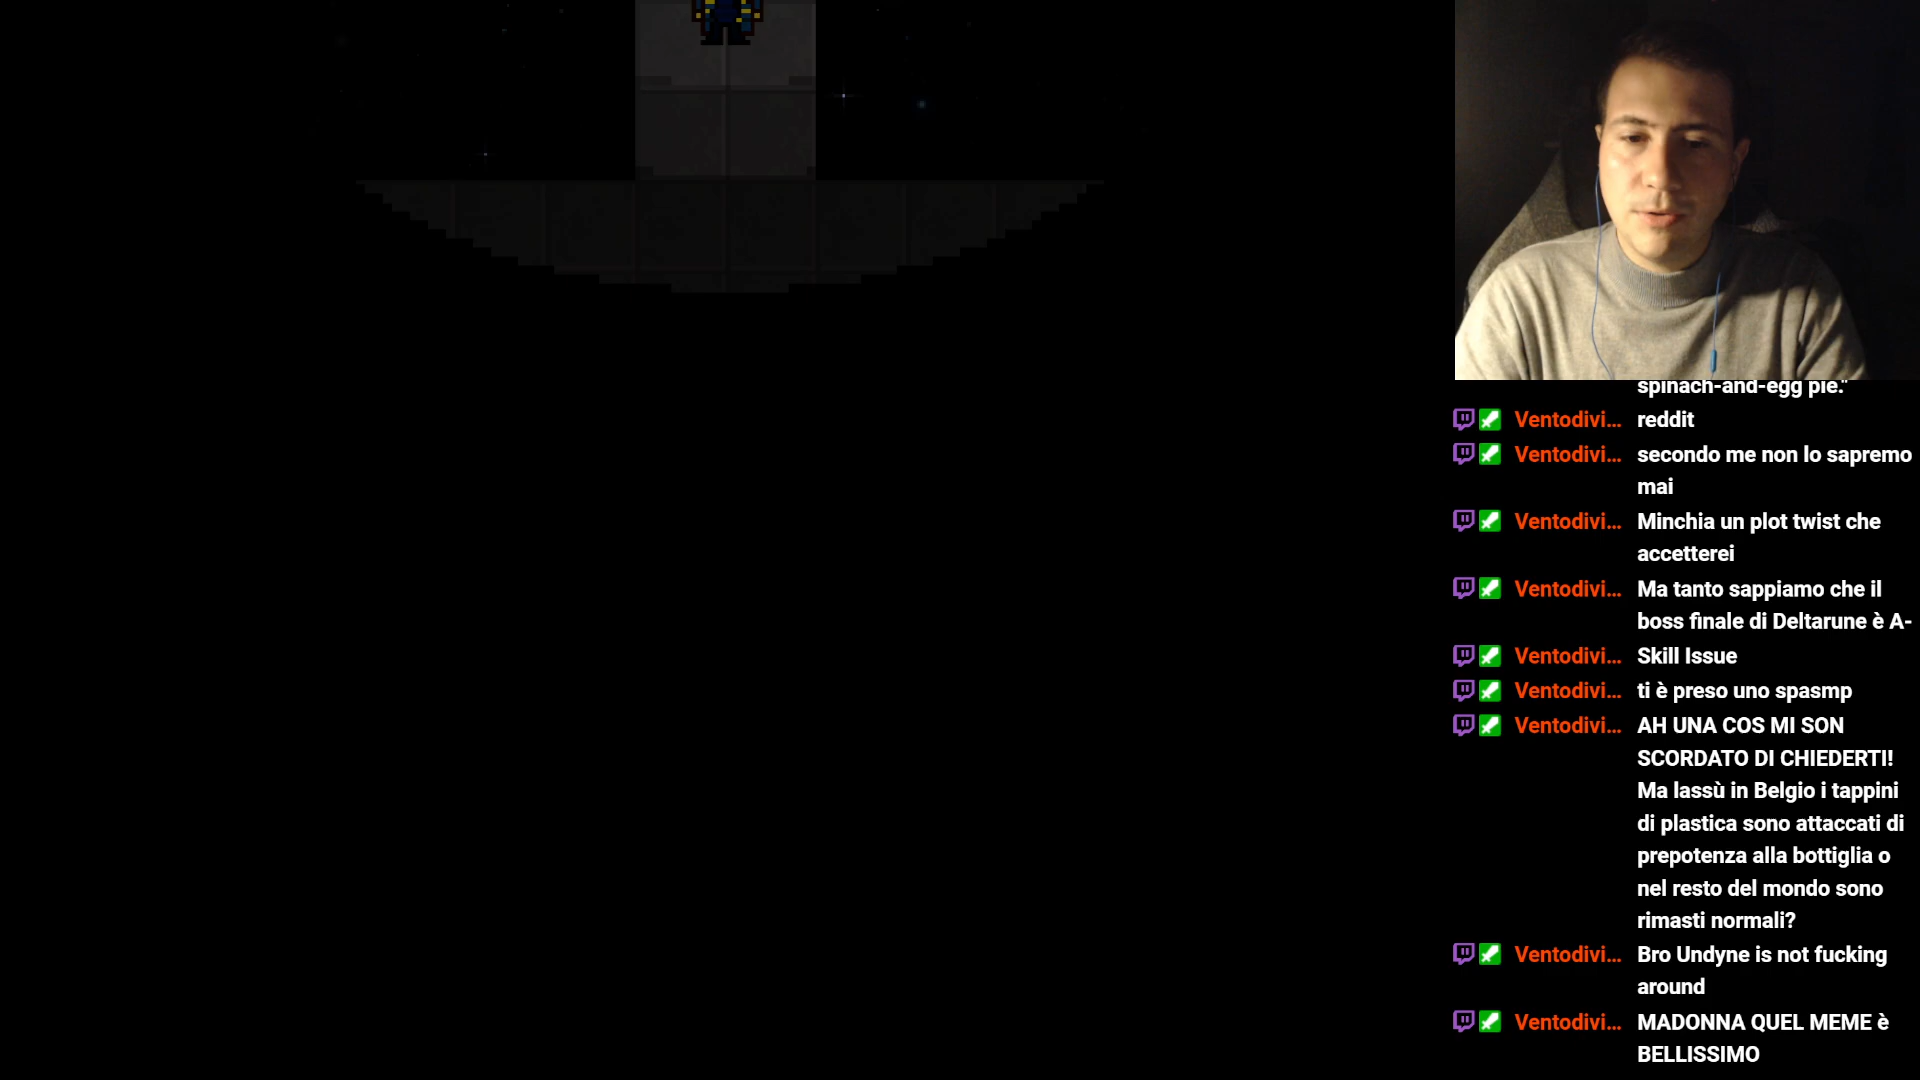 spinach-and-egg pie."
Ventodivi... reddit
Ventodivi... secondo me non lo sapremo
mai
Ventodivi... Minchia un plot twist che
accetterei
Ventodivi... Ma tanto sappiamo che il
boss finale di Deltarune è A-
Ventodivi... Skill Issue
Ventodivi... ti è preso uno spasmp
Ventodivi... AH UNA COS MI SON
SCORDATO DI CHIEDERTI!
Ma lassù in Belgio i tappini
di plastica sono attaccati di
prepotenza alla bottiglia o
nel resto del mondo sono
rimasti normali?
Ventodivi... Bro Undyne is not fucking
around
Ventodivi... MADONNA QUEL MEME è
BELLISSIMO